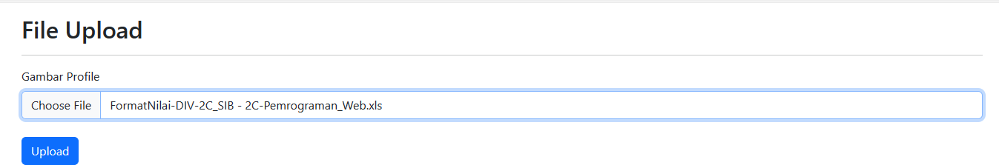 File Upload
Gambar Profile
Choose File FormatNilai-DIV-2C_SIB - 2C-Pemrograman_Web.xls
Upload